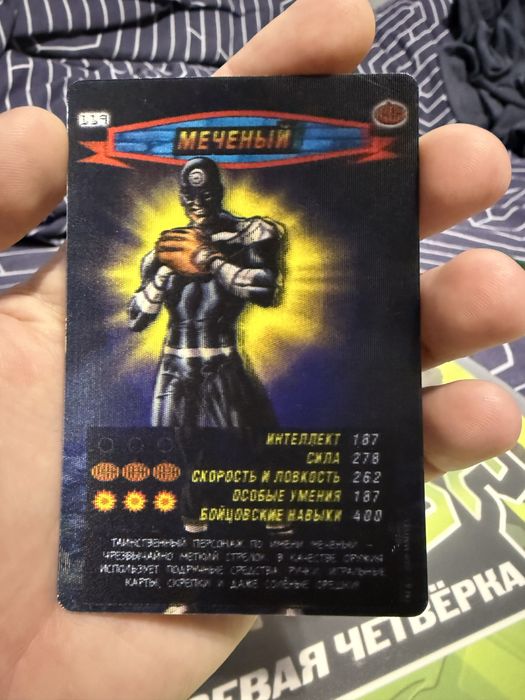 119
МЕЧЕНЫЙ
ИНТЕЛЛЕКТ 187
СИЛА 278
СКОРОСТЬ И ЛОВКОСТЬ 262
ОСОБЫЕ УМЕНИЯ 187
БОЙЦОВСКИЕ НАВЫКИ 400
ТАИНСТВЕННЫЙ ПЕРСОНАЖ ПО ИМЕНИ МЕЧЕНЫЙ
ЧРЕЗВЫЧАЙНО МЕТКИЙ СТРЕЛОК. В КАЧЕСТВЕ ОРУЖИЯ
ИСПОЛЬЗУЕТ ПОДРУЧНЫЕ СРЕДСТВА: РУЧКИ, ИГРАЛЬНЫЕ
КАРТЫ, СКРЕПКИ И ДАЖЕ СОЛЁНЫЕ ОРЕШКИ
ЕВАЯ ЧЕТВЁРКА